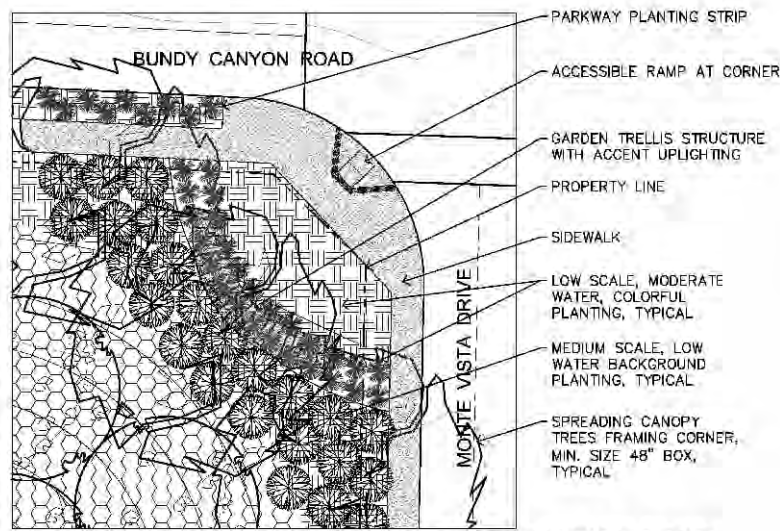 BUNDY CANYON ROAD
MONTE VISTA DRIVE
PARKWAY PLANTING STRIP
ACCESSIBLE RAMP AT CORNER
GARDEN TRELLIS STRUCTURE
WITH ACCENT UPLIGHTING
PROPERTY LINE
SIDEWALK
LOW SCALE, MODERATE
WATER, COLORFUL
PLANTING, TYPICAL
MEDIUM SCALE, LOW
WATER BACKGROUND
PLANTING, TYPICAL
SPREADING CANOPY
TREES FRAMING CORNER,
MIN. SIZE 48" BOX,
TYPICAL